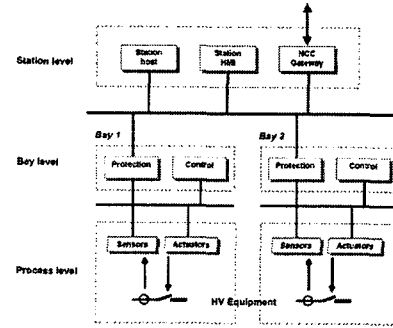 Station level
Station
host
Station
HMI
NCC
Gateway
Bay 1
Bay 2
Bay level
Protection
Control
Protection
Control
Sensors
Actuators
Sensors
Actuators
Process level
HV Equipment